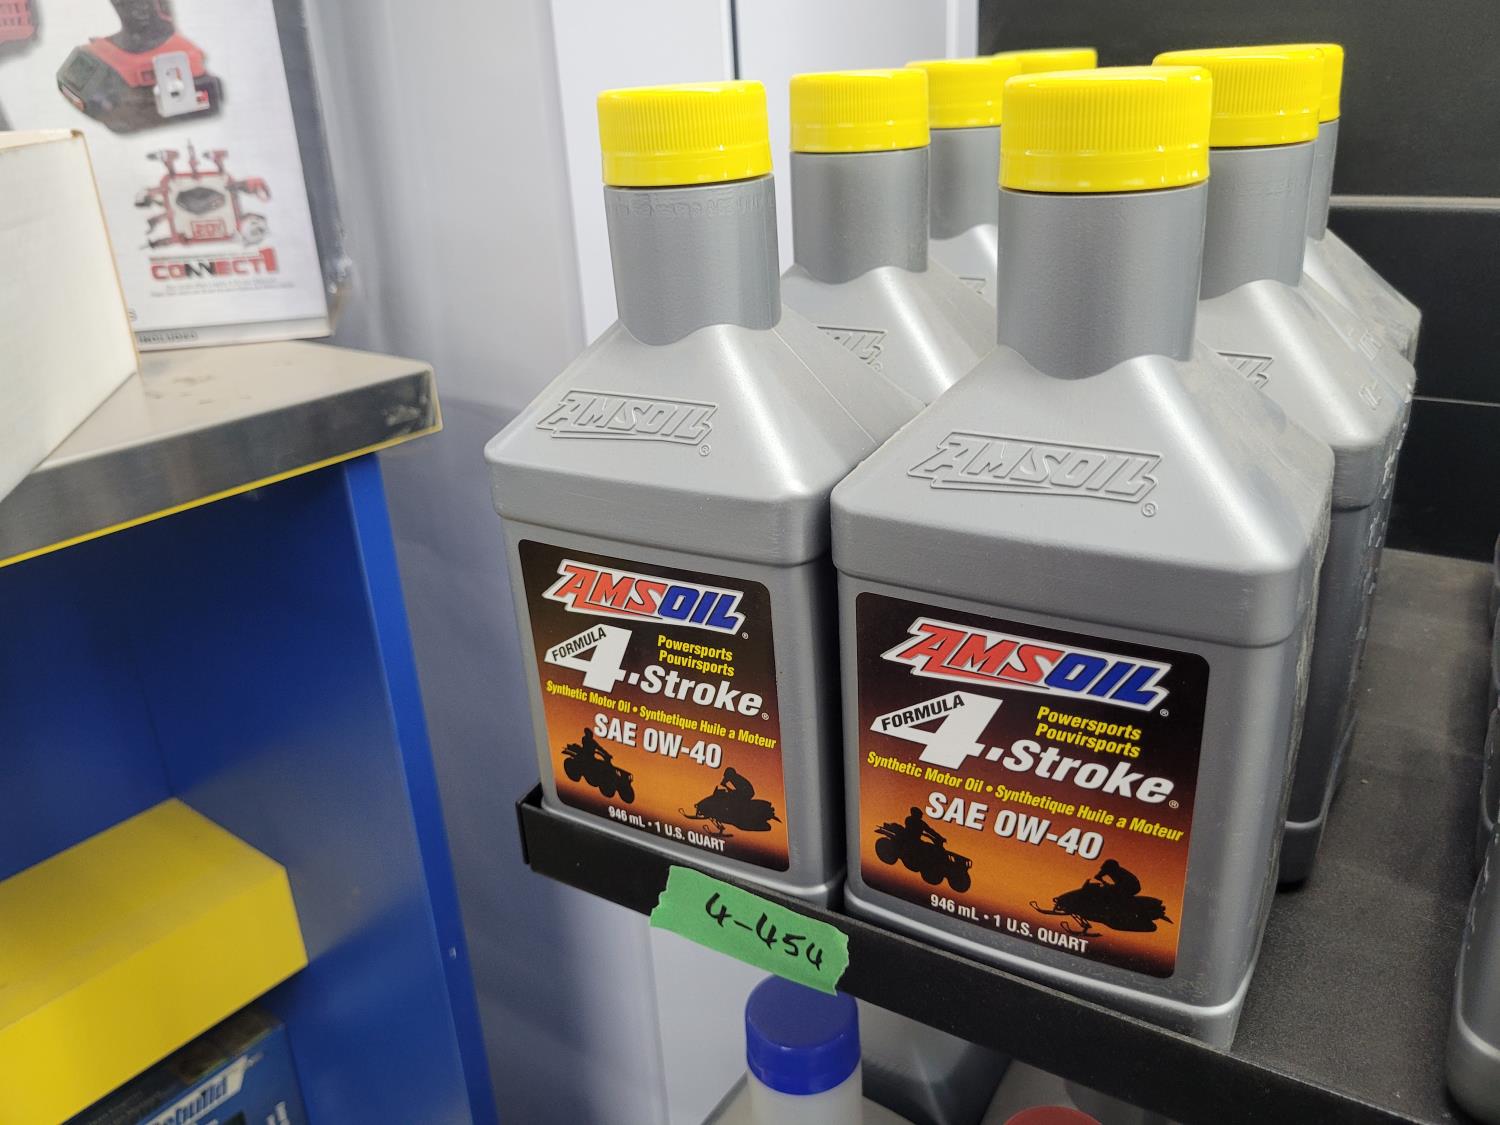 CONNECT1
INCLUDED
AMSOIL®
AMSOIL®
AMSOIL®
FORMULA
4-Stroke®
Powersports
Pouvirsports
Synthetic Motor Oil • Synthetique Huile a Moteur
SAE 0W-40
946 mL • 1 U.S. QUART
AMSOIL®
FORMULA
4-Stroke®
Powersports
Pouvirsports
Synthetic Motor Oil • Synthetique Huile a Moteur
SAE 0W-40
946 mL • 1 U.S. QUART
4-454